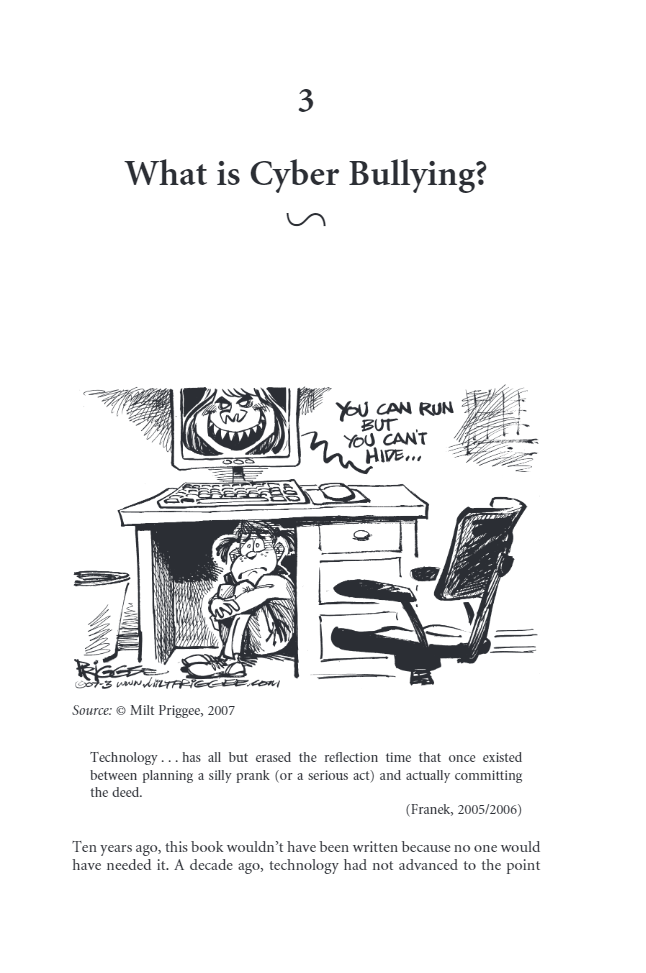 3
What is Cyber Bullying?
YOU CAN RUN
BUT
YOU CAN'T
HIDE...
PRIGGEE
©07-3 WWW.MILTPRIGGEE.COM
Source: © Milt Priggee, 2007
Technology . . . has all but erased the reflection time that once existed
between planning a silly prank (or a serious act) and actually committing
the deed.
(Franek, 2005/2006)
Ten years ago, this book wouldn’t have been written because no one would
have needed it. A decade ago, technology had not advanced to the point